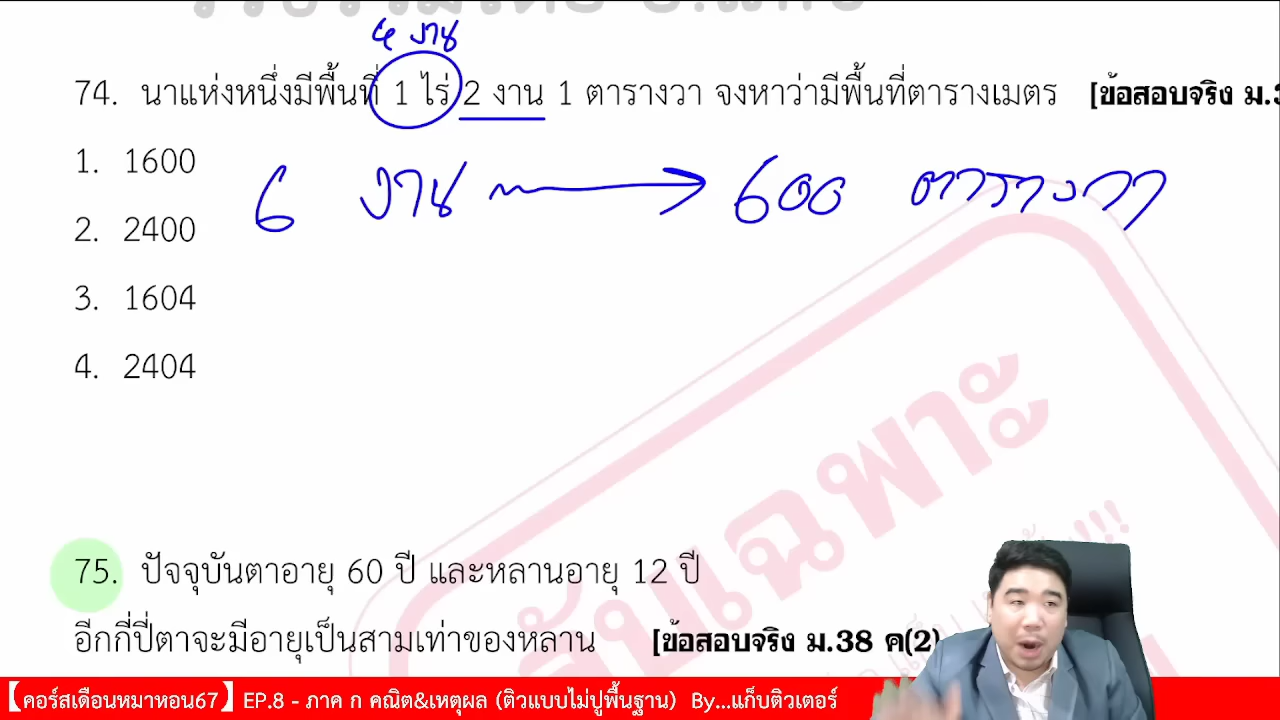 4 งาน
74. นาแห่งหนึ่งมีพื้นที่ 1 ไร่ 2 งาน 1 ตารางวา จงหาว่ามีพื้นที่ตารางเมตร [ข้อสอบจริง ม.3
1. 1600
6 งาน → 600 ตารางวา
2. 2400
3. 1604
4. 2404
75. ปัจจุบันตาอายุ 60 ปี และหลานอายุ 12 ปี
อีกกี่ปี่ตาจะมีอายุเป็นสามเท่าของหลาน [ข้อสอบจริง ม.38 ค(2)
【คอร์สเดือนหมาหอน67】EP.8 - ภาค ก คณิต&เหตุผล (ติวแบบไม่ปูพื้นฐาน) By...แก็บติวเตอร์